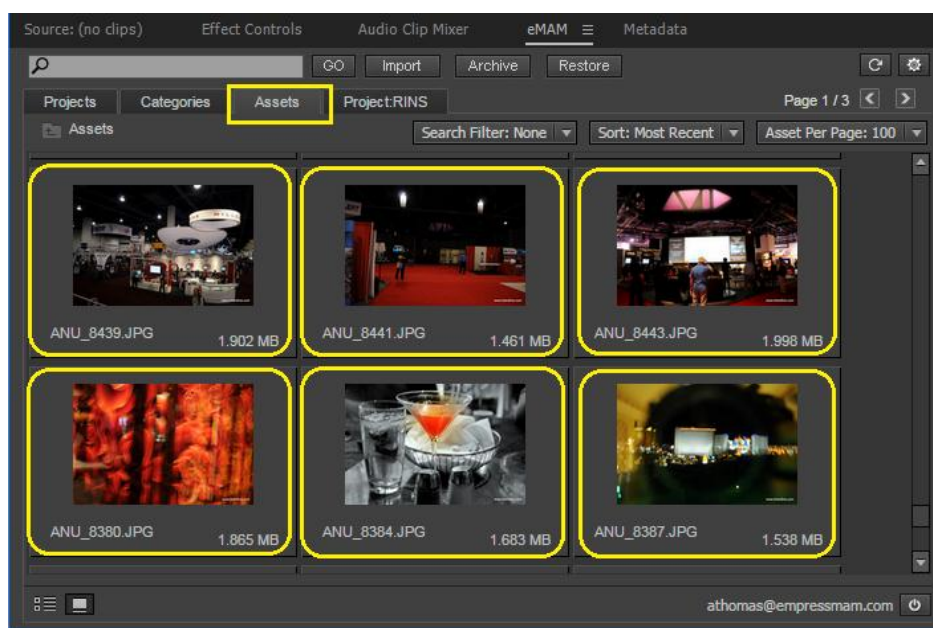 Source: (no clips) Effect Controls Audio Clip Mixer eMAM Metadata
GO Import Archive Restore
Projects Categories Assets Project:RINS Page 1 / 3
Assets Search Filter: None Sort: Most Recent Asset Per Page: 100
ANU_8439.JPG 1.902 MB ANU_8441.JPG 1.461 MB ANU_8443.JPG 1.998 MB
ANU_8380.JPG 1.865 MB ANU_8384.JPG 1.683 MB ANU_8387.JPG 1.538 MB
athomas@empressmam.com